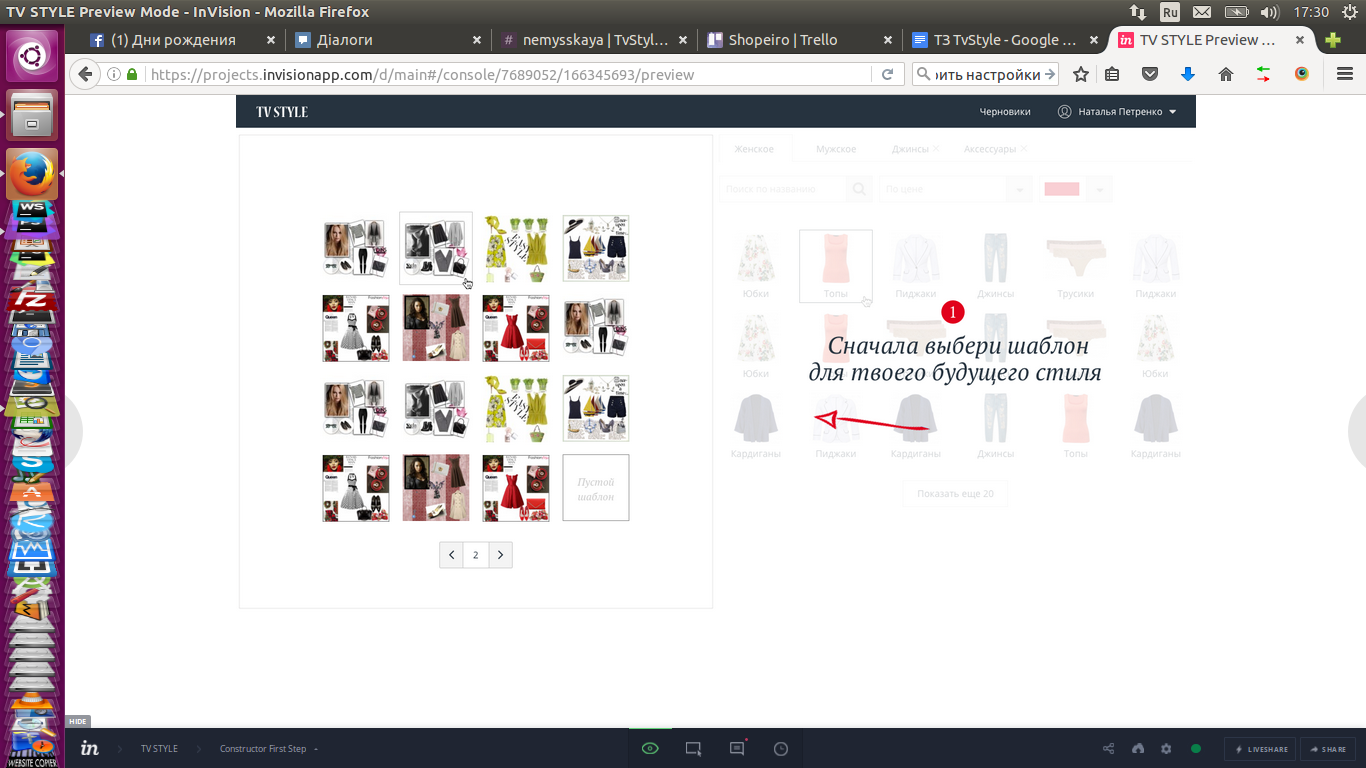 TV STYLE Preview Mode - InVision - Mozilla Firefox
Ru
17:30
(1) Дни рождения
Діалоги
nemysskaya | TvStyl...
Shopeiro | Trello
ТЗ TvStyle - Google ...
TV STYLE Preview ...
https://projects.invisionapp.com/d/main#/console/7689052/166345693/preview
ить настройки
TV STYLE
Черновики
Наталья Петренко
Женское
Мужское
Джинсы
Аксессуары
Поиск по названию
По цене
Юбки
Топы
Пиджаки
Джинсы
Трусики
Пиджаки
1
Сначала выбери шаблон
для твоего будущего стиля
Юбки
Юбки
Кардиганы
Пиджаки
Кардиганы
Джинсы
Топы
Кардиганы
Показать еще 20
Пустой
шаблон
2
HIDE
in
TV STYLE
Constructor First Step
LIVESHARE
SHARE
WEBSITE COPIER